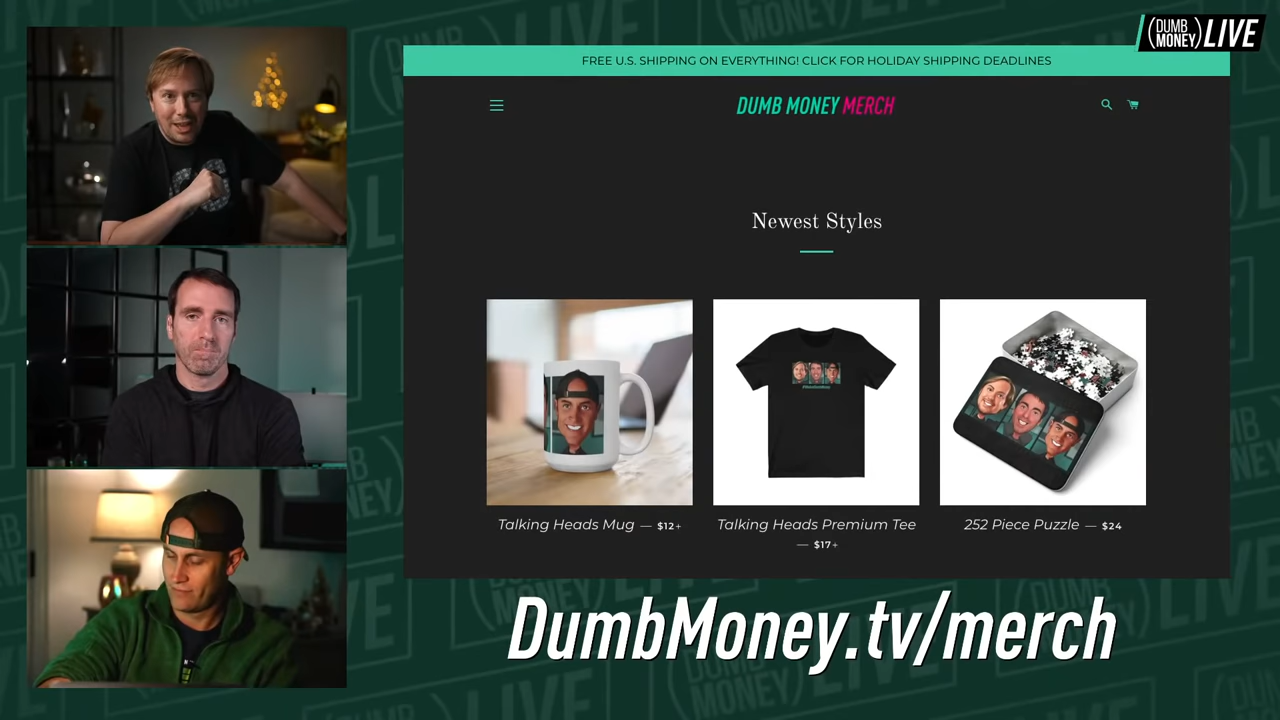 (DUMB MONEY) LIVE
FREE U.S. SHIPPING ON EVERYTHING! CLICK FOR HOLIDAY SHIPPING DEADLINES
DUMB MONEY MERCH
Newest Styles
Talking Heads Mug — $12+
Talking Heads Premium Tee
— $17+
252 Piece Puzzle — $24
DumbMoney.tv/merch